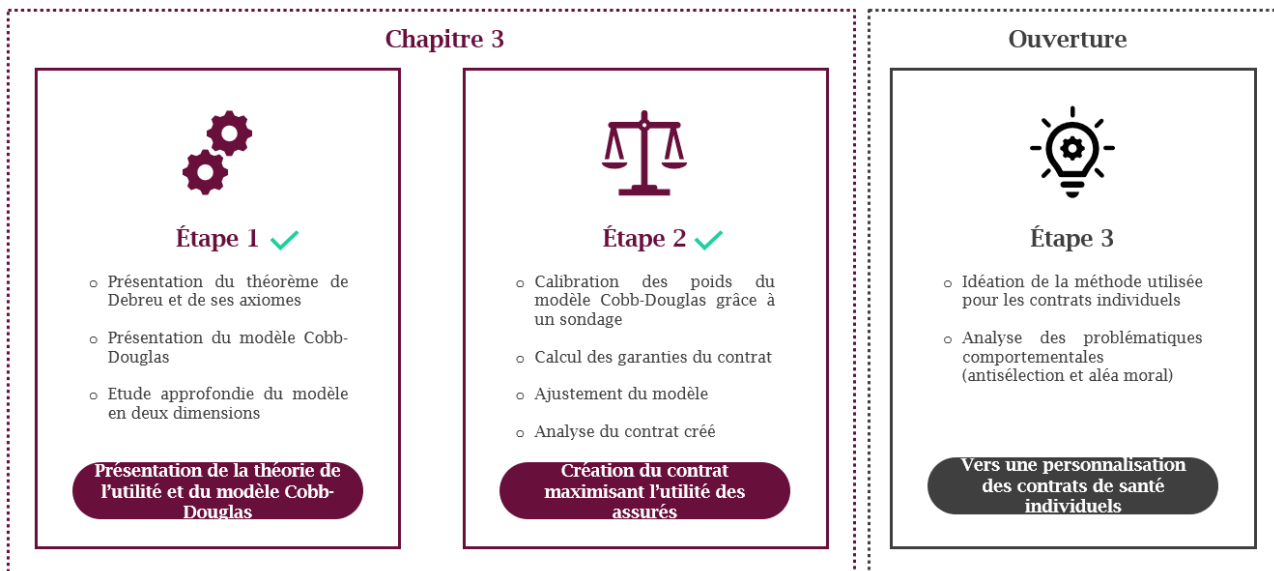 Chapitre 3
Étape 1
o Présentation du théorème de
Debreu et de ses axiomes
o Présentation du modèle Cobb-
Douglas
o Etude approfondie du modèle
en deux dimensions
Présentation de la théorie de
l'utilité et du modèle Cobb-
Douglas
Étape 2
o Calibration des poids du
modèle Cobb-Douglas grâce à
un sondage
o Calcul des garanties du contrat
o Ajustement du modèle
o Analyse du contrat créé
Création du contrat
maximisant l'utilité des
assurés
Ouverture
Étape 3
o Idéation de la méthode utilisée
pour les contrats individuels
o Analyse des problématiques
comportementales
(antisélection et aléa moral)
Vers une personnalisation
des contrats de santé
individuels